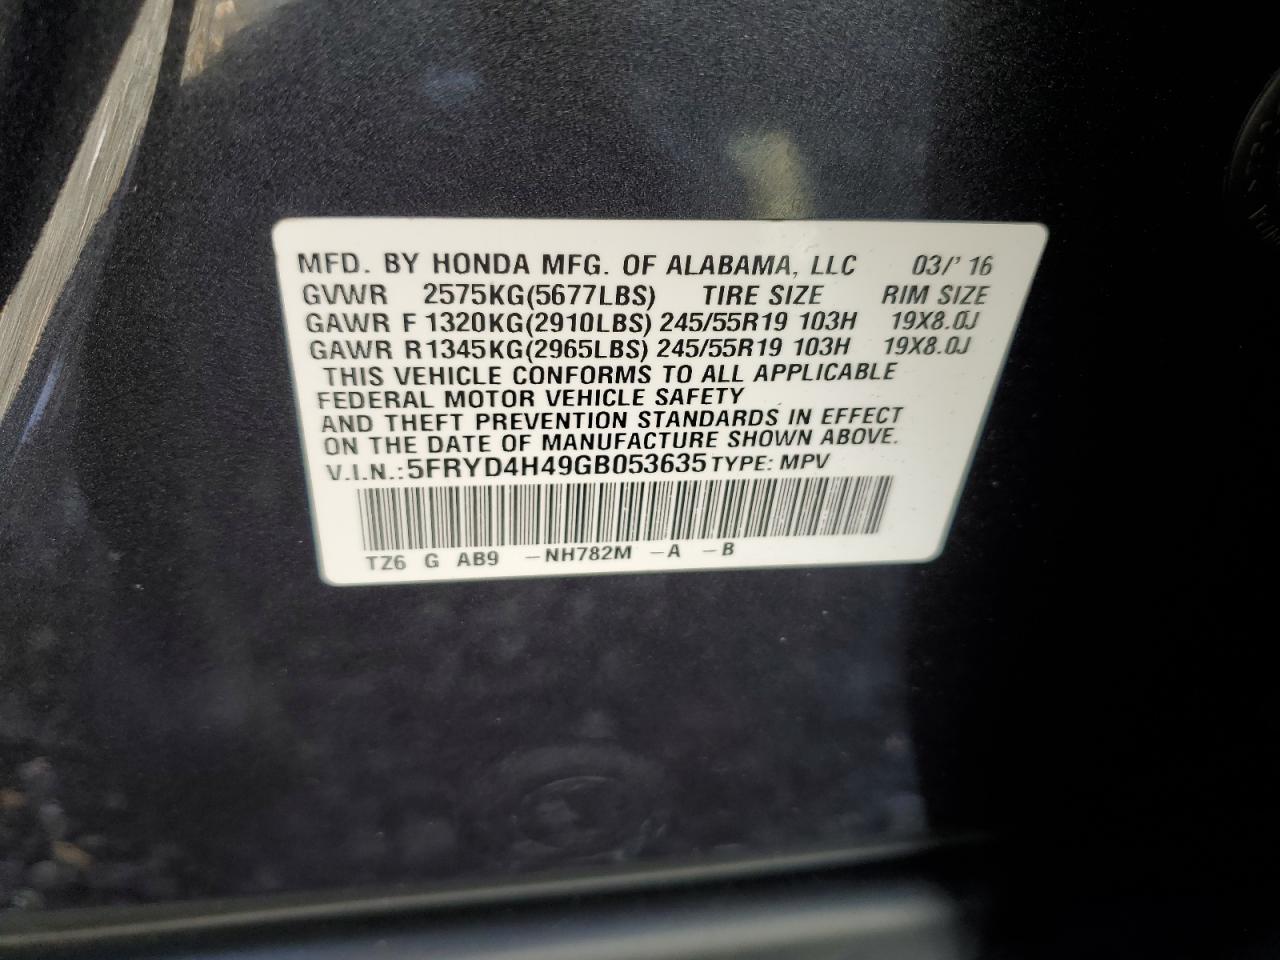 MFD. BY HONDA MFG. OF ALABAMA, LLC 03/' 16
GVWR 2575KG(5677LBS) TIRE SIZE RIM SIZE
GAWR F 1320KG(2910LBS) 245/55R19 103H 19X8.0J
GAWR R 1345KG(2965LBS) 245/55R19 103H 19X8.0J
THIS VEHICLE CONFORMS TO ALL APPLICABLE
FEDERAL MOTOR VEHICLE SAFETY
AND THEFT PREVENTION STANDARDS IN EFFECT
ON THE DATE OF MANUFACTURE SHOWN ABOVE.
V.I.N.:5FRYD4H49GB053635 TYPE: MPV
TZ6 G AB9 -NH782M -A -B